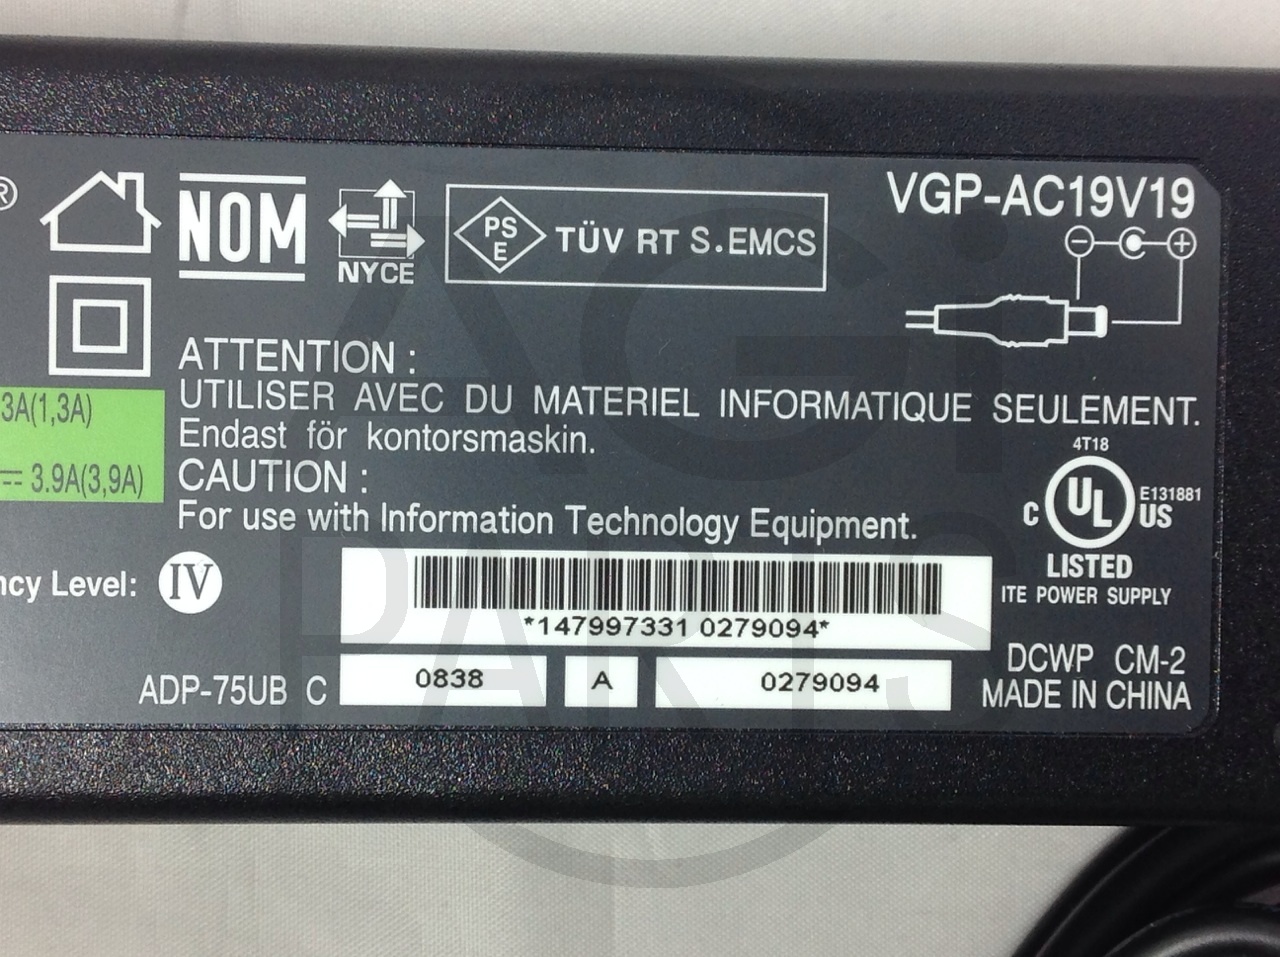 ®
NOM
NYCE
PS
E
TÜV RT S.EMCS
VGP-AC19V19
ATTENTION :
UTILISER AVEC DU MATERIEL INFORMATIQUE SEULEMENT.
Endast för kontorsmaskin.
CAUTION :
For use with Information Technology Equipment.
3A(1,3A)
3.9A(3,9A)
4T18
C UL US
E131881
LISTED
ITE POWER SUPPLY
ncy Level: IV
*147997331 0279094*
ADP-75UB C
0838
A
0279094
DCWP CM-2
MADE IN CHINA
AGi
PARTS